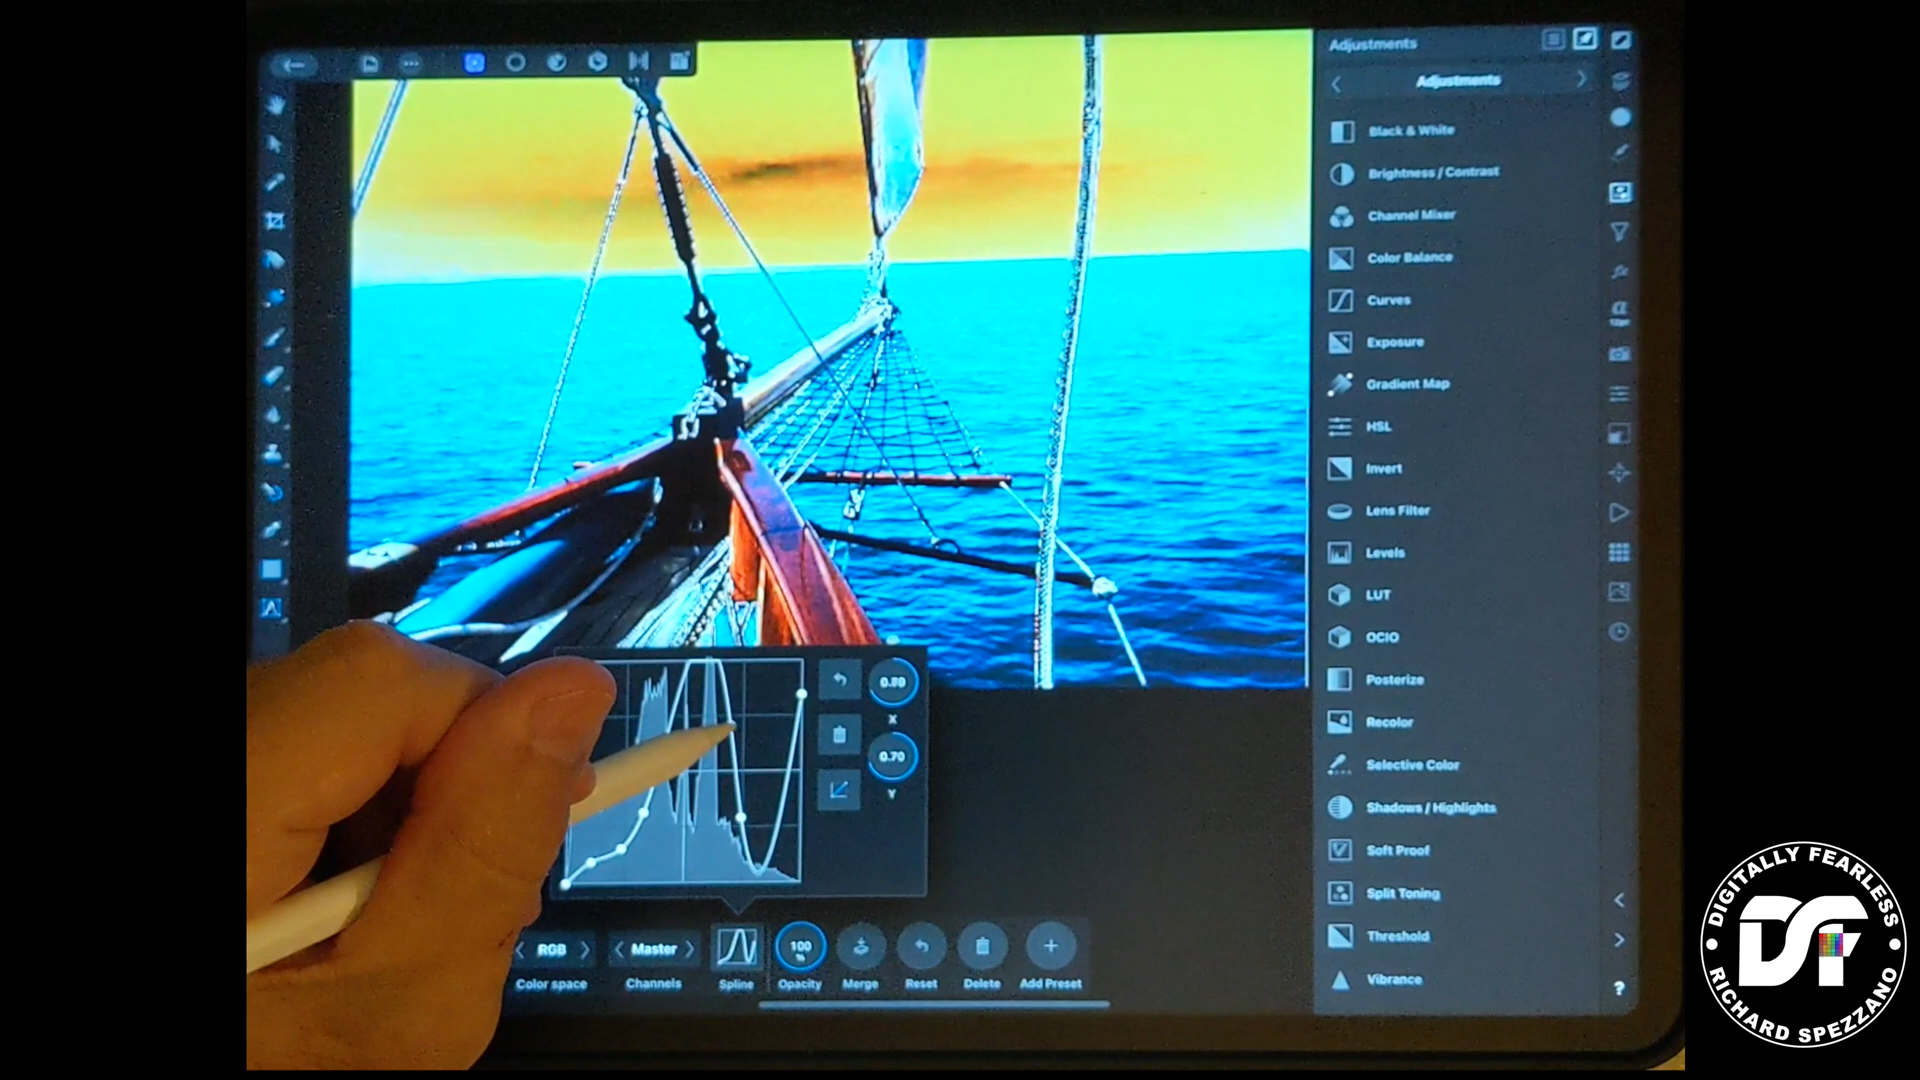 Adjustments
Adjustments
Black & White
Brightness / Contrast
Channel Mixer
Color Balance
Curves
Exposure
Gradient Map
HSL
Invert
Lens Filter
Levels
LUT
OCIO
Posterize
Recolor
Selective Color
Shadows / Highlights
Soft Proof
Split Toning
Threshold
Vibrance
?
X
0.70
Y
RGB
Master
100
%
Color space
Channels
Spline
Opacity
Merge
Reset
Delete
Add Preset
DIGITALLY FEARLESS
DF
RICHARD SPEZZANO